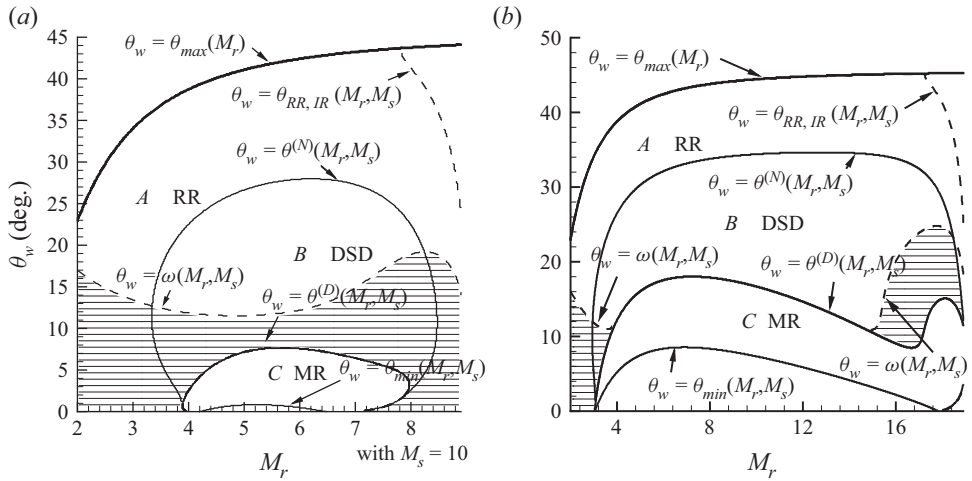 (a)
45
40
35
30
25
20
15
10
5
0
θw (deg.)
θw = θmax(Mr)
θw = θRR, IR (Mr,Ms)
θw = θ(N)(Mr,Ms)
A RR
B DSD
θw = ω(Mr,Ms)
θw = θ(D)(Mr,Ms)
C MR
θw = θmin(Mr,Ms)
2 3 4 5 6 7 8 9
Mr
with Ms = 10
(b)
50
40
30
20
10
0
θw = θmax(Mr)
θw = θRR, IR (Mr,Ms)
A RR
θw = θ(N)(Mr,Ms)
B DSD
θw = ω(Mr,Ms)
θw = θ(D)(Mr,Ms)
C MR
θw = θmin(Mr,Ms)
θw = ω(Mr,Ms)
4 8 12 16
Mr